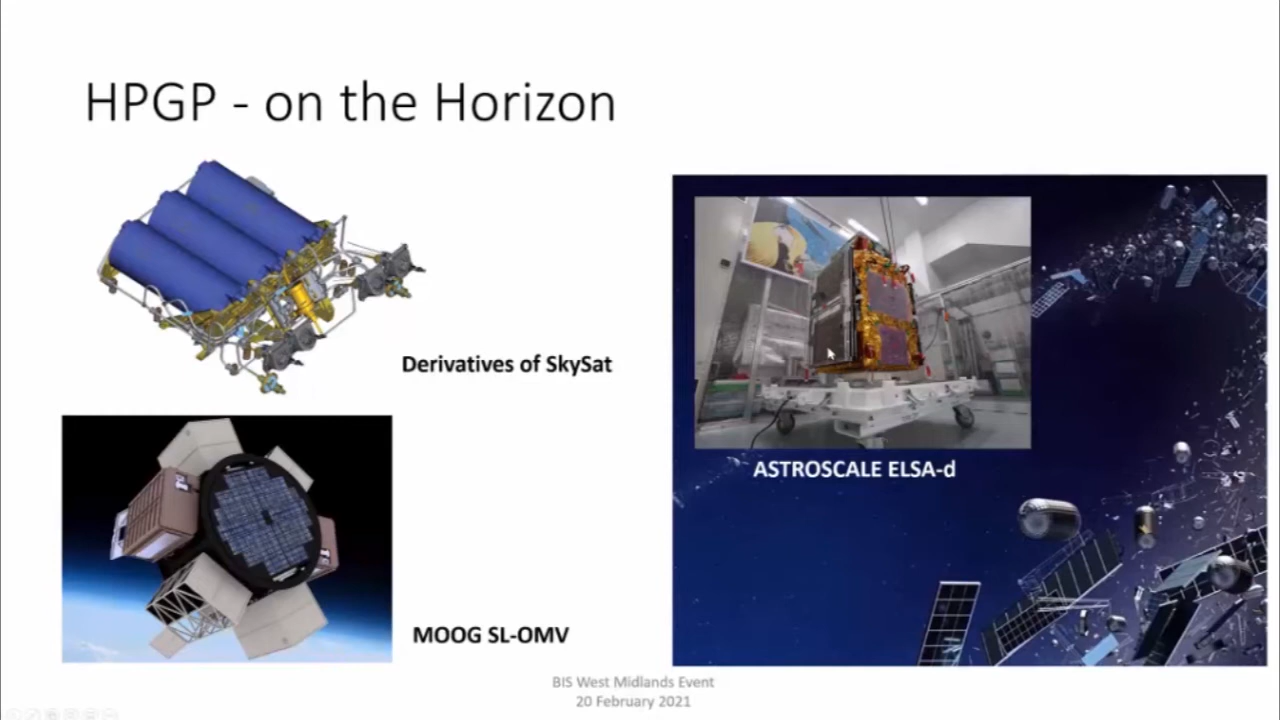 HPGP - on the Horizon
Derivatives of SkySat
ASTROSCALE ELSA-d
MOOG SL-OMV
BIS West Midlands Event
20 February 2021